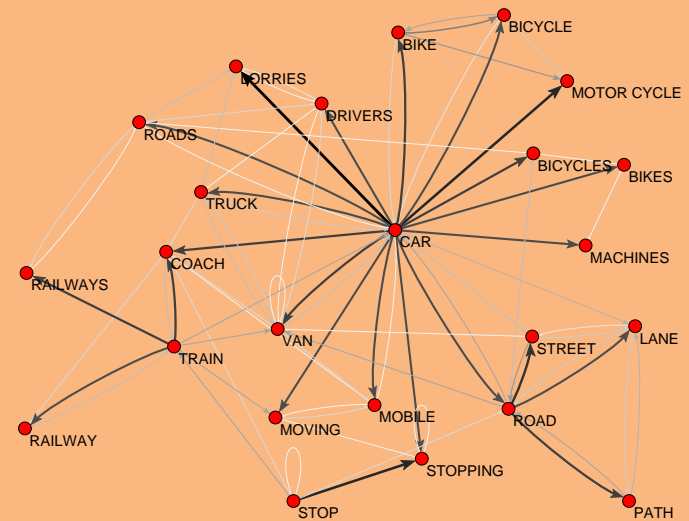 BICYCLE
BIKE
LORRIES
MOTOR CYCLE
DRIVERS
ROADS
BICYCLES
BIKES
TRUCK
CAR
COACH
MACHINES
RAILWAYS
VAN
STREET
LANE
TRAIN
MOBILE
MOVING
ROAD
RAILWAY
STOPPING
STOP
PATH